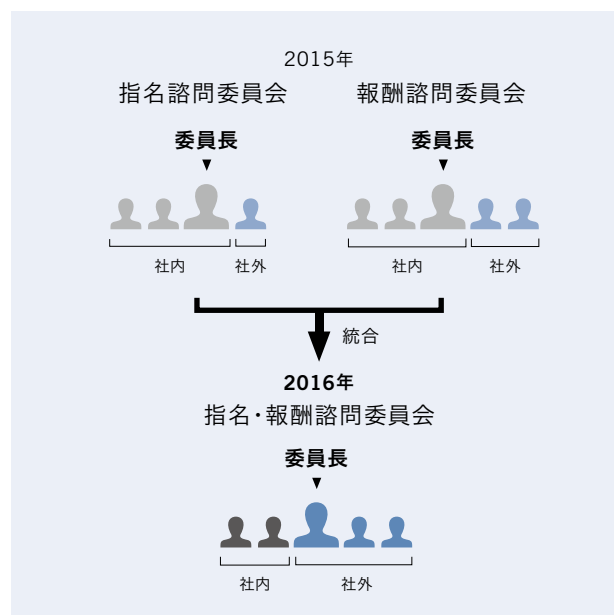 2015年
指名諮問委員会 報酬諮問委員会
委員長 委員長
社内 社外 社内 社外
統合
2016年
指名・報酬諮問委員会
委員長
社内 社外